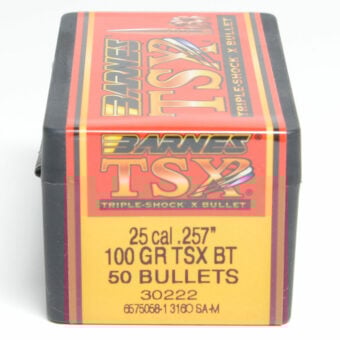 BARNES
TSX
TRIPLE-SHOCK X BULLET
BARNES
TSX
TRIPLE-SHOCK X BULLET
25 cal .257"
100 GR TSX BT
50 BULLETS
30222
6575058-1 3160 SA-M